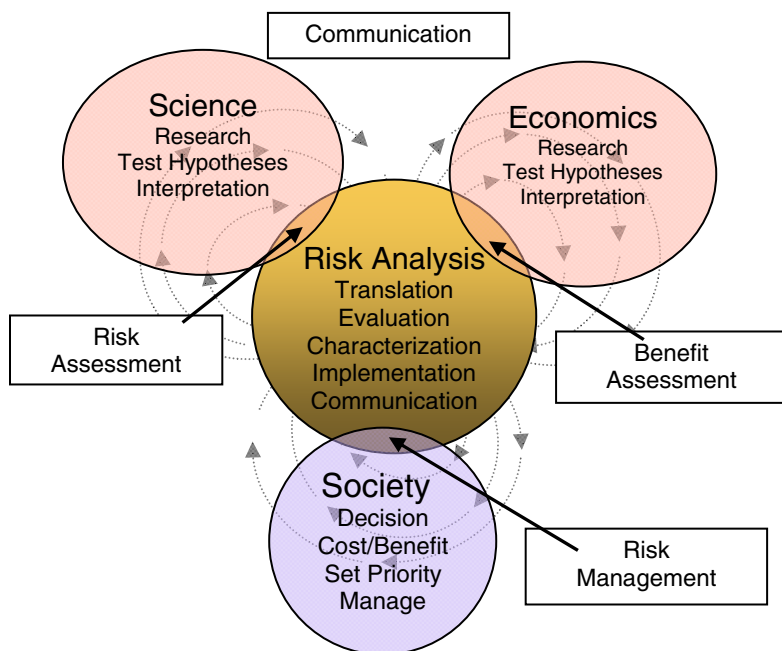 Communication
Science
Research
Test Hypotheses
Interpretation
Economics
Research
Test Hypotheses
Interpretation
Risk Analysis
Translation
Evaluation
Characterization
Implementation
Communication
Risk
Assessment
Benefit
Assessment
Society
Decision
Cost/Benefit
Set Priority
Manage
Risk
Management